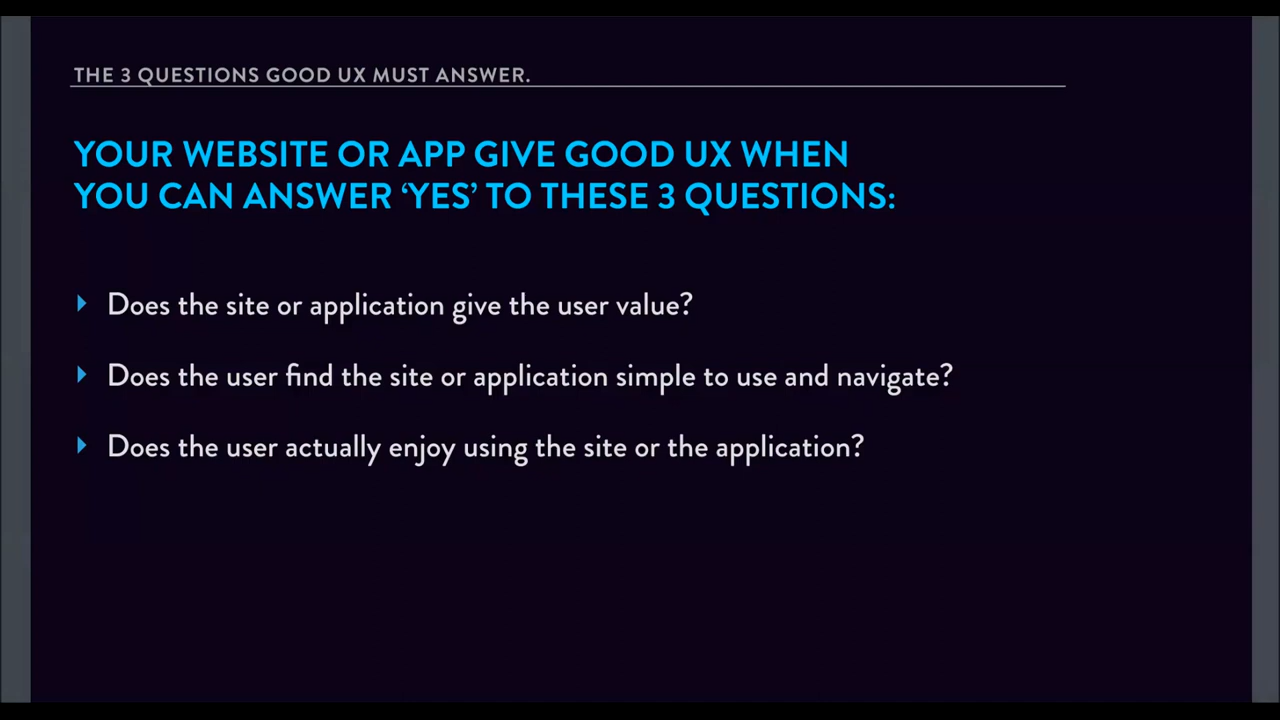 THE 3 QUESTIONS GOOD UX MUST ANSWER.
YOUR WEBSITE OR APP GIVE GOOD UX WHEN
YOU CAN ANSWER ‘YES’ TO THESE 3 QUESTIONS:
Does the site or application give the user value?
Does the user find the site or application simple to use and navigate?
Does the user actually enjoy using the site or the application?